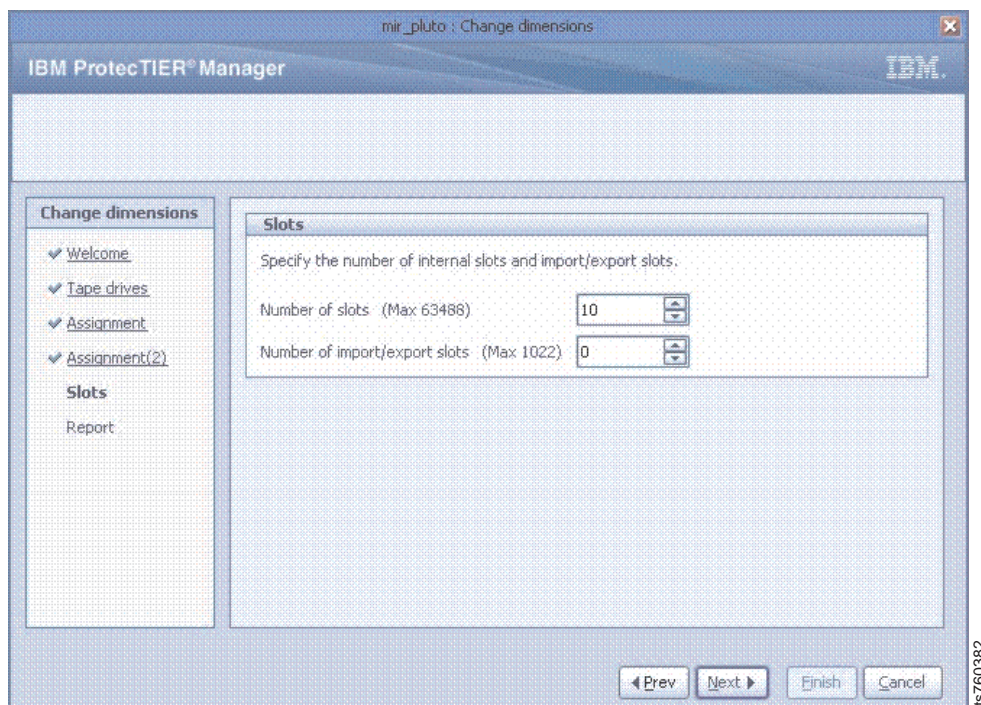 mir_pluto : Change dimensions
IBM ProtecTIER® Manager
IBM.
Change dimensions
Welcome
Tape drives
Assignment
Assignment(2)
Slots
Report
Slots
Specify the number of internal slots and import/export slots.
Number of slots (Max 63488) 10
Number of import/export slots (Max 1022) 0
Prev Next Finish Cancel
ts760382